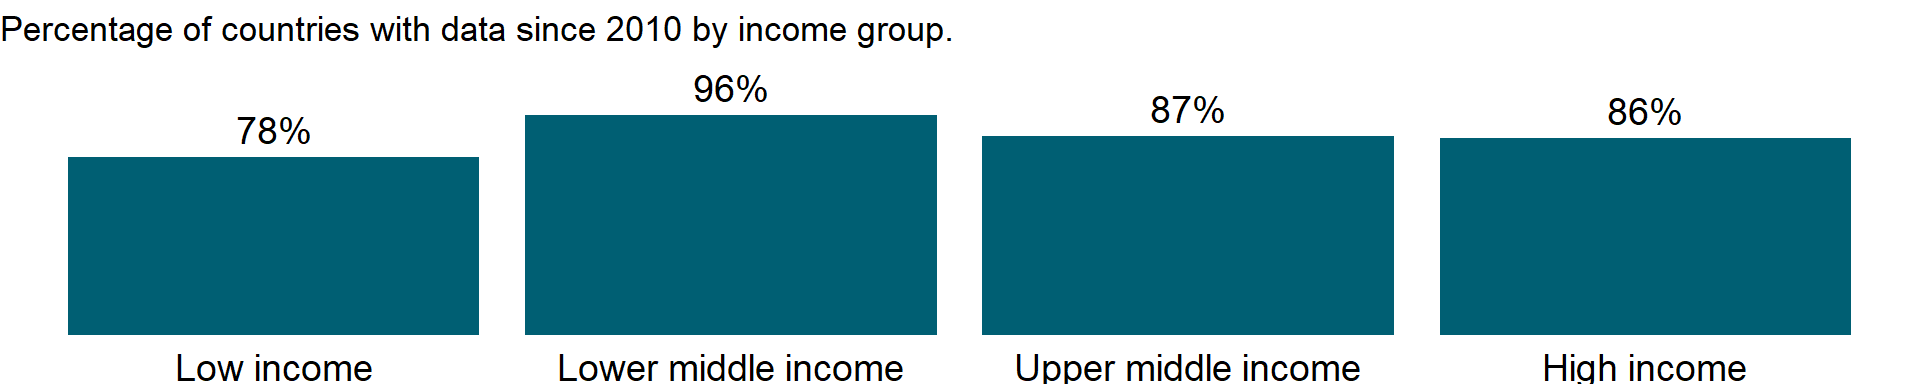 Percentage of countries with data since 2010 by income group.
78%
96%
87%
86%
Low income
Lower middle income
Upper middle income
High income